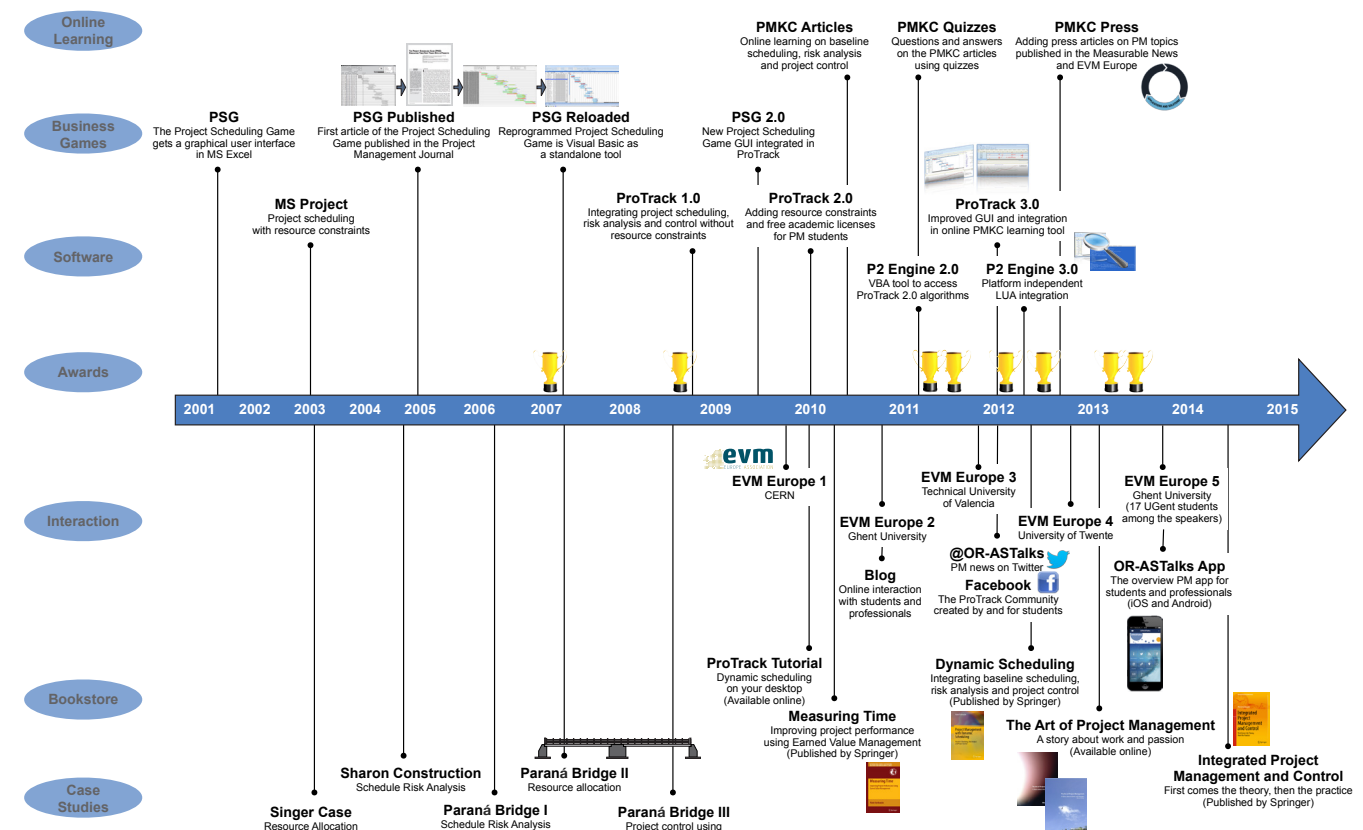 Online
Learning
PMKC Articles
Online learning on baseline
scheduling, risk analysis
and project control
PMKC Quizzes
Questions and answers
on the PMKC articles
using quizzes
PMKC Press
Adding press articles on PM topics
published in the Measurable News
and EVM Europe
Business
Games
PSG
The Project Scheduling Game
gets a graphical user interface
in MS Excel
PSG Published
First article of the Project Scheduling
Game published in the Project
Management Journal
PSG Reloaded
Reprogrammed Project Scheduling
Game is Visual Basic as
a standalone tool
PSG 2.0
New Project Scheduling
Game GUI integrated in
ProTrack
MS Project
Project scheduling
with resource constraints
ProTrack 1.0
Integrating project scheduling,
risk analysis and control without
resource constraints
ProTrack 2.0
Adding resource constraints
and free academic licenses
for PM students
ProTrack 3.0
Improved GUI and integration
in online PMKC learning tool
Software
P2 Engine 2.0
VBA tool to access
ProTrack 2.0 algorithms
P2 Engine 3.0
Platform independent
LUA integration
Awards
2001 2002 2003 2004 2005 2006 2007 2008 2009 2010 2011 2012 2013 2014 2015
evm
EUROPE ASSOCIATION
EVM Europe 1
CERN
EVM Europe 3
Technical University
of Valencia
EVM Europe 5
Ghent University
(17 UGent students
among the speakers)
Interaction
EVM Europe 2
Ghent University
EVM Europe 4
University of Twente
@OR-ASTalks
PM news on Twitter
Blog
Online interaction
with students and
professionals
Facebook
The ProTrack Community
created by and for students
OR-ASTalks App
The overview PM app for
students and professionals
(iOS and Android)
Bookstore
ProTrack Tutorial
Dynamic scheduling
on your desktop
(Available online)
Dynamic Scheduling
Integrating baseline scheduling,
risk analysis and project control
(Published by Springer)
Measuring Time
Improving project performance
using Earned Value Management
(Published by Springer)
The Art of Project Management
A story about work and passion
(Available online)
Integrated
Project
Management
and Control
Integrated Project
Management and Control
First comes the theory, then the practice
(Published by Springer)
Measuring
Time
Case
Studies
Sharon Construction
Schedule Risk Analysis
Paraná Bridge II
Resource allocation
Singer Case
Resource Allocation
Paraná Bridge I
Schedule Risk Analysis
Paraná Bridge III
Project control using